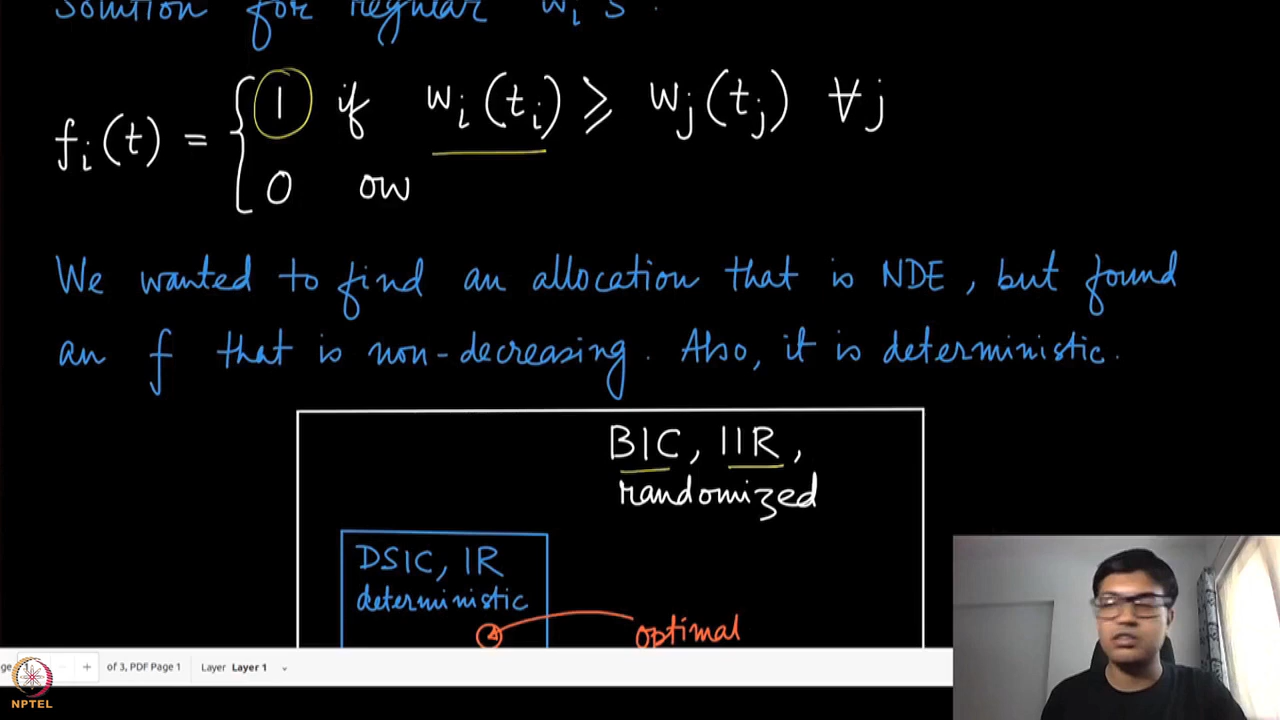 solution for regular wi's.
fi(t) = { 1 if wi(ti) ⩾ wj(tj) ∀j
0 ow
We wanted to find an allocation that is NDE, but found
an f that is non-decreasing. Also, it is deterministic.
BIC, IIR,
randomized
DSIC, IR
deterministic
optimal
of 3, PDF Page 1 Layer Layer 1
NPTEL